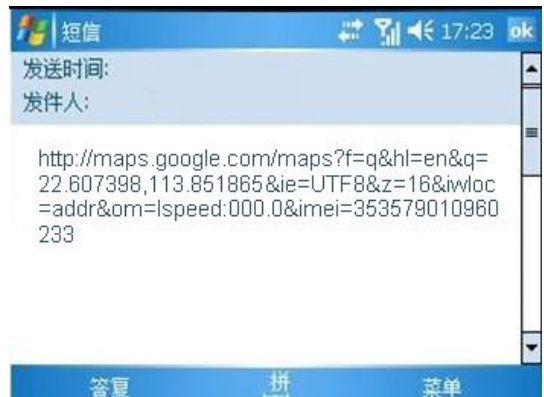 短信 17:23 ok
发送时间:
发件人:
http://maps.google.com/maps?f=q&hl=en&q=
22.607398,113.851865&ie=UTF8&z=16&iwloc
=addr&om=lspeed:000.0&imei=353579010960
233
答复 拼 菜单